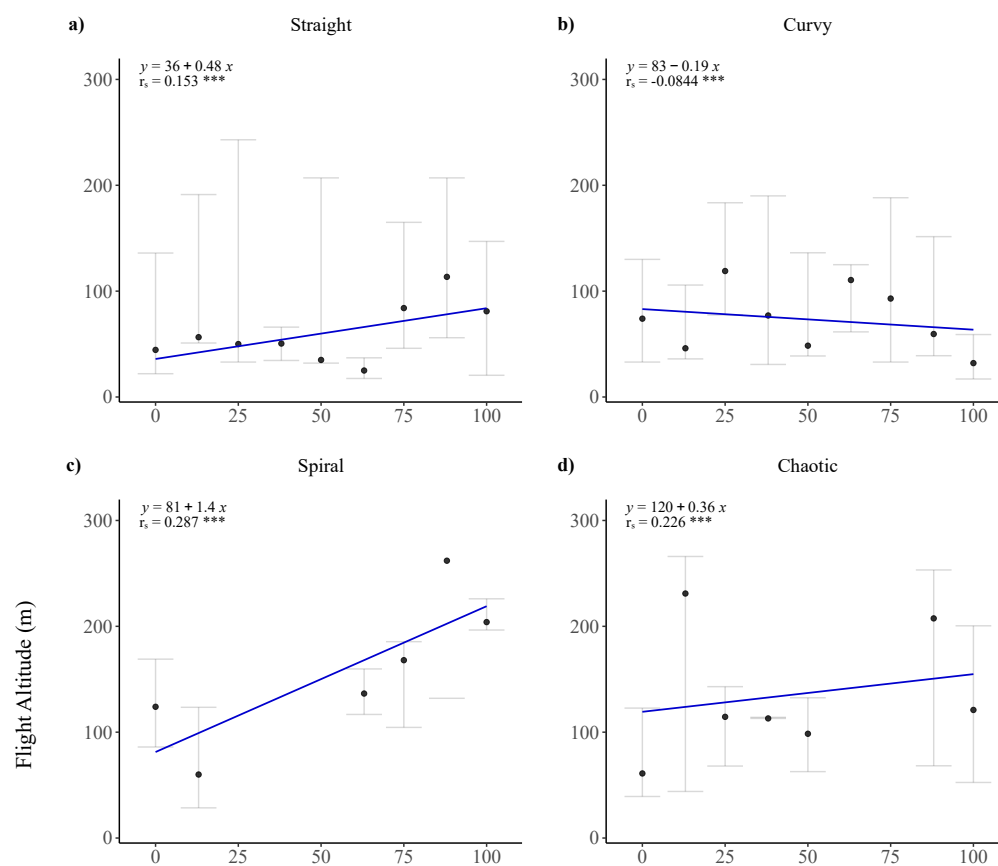 a) Straight
y = 36 + 0.48 x
rₛ = 0.153 ***
300
200
100
0
0 25 50 75 100
b) Curvy
y = 83 − 0.19 x
rₛ = -0.0844 ***
300
200
100
0
0 25 50 75 100
c) Spiral
y = 81 + 1.4 x
rₛ = 0.287 ***
300
200
100
0
0 25 50 75 100
Flight Altitude (m)
d) Chaotic
y = 120 + 0.36 x
rₛ = 0.226 ***
300
200
100
0
0 25 50 75 100